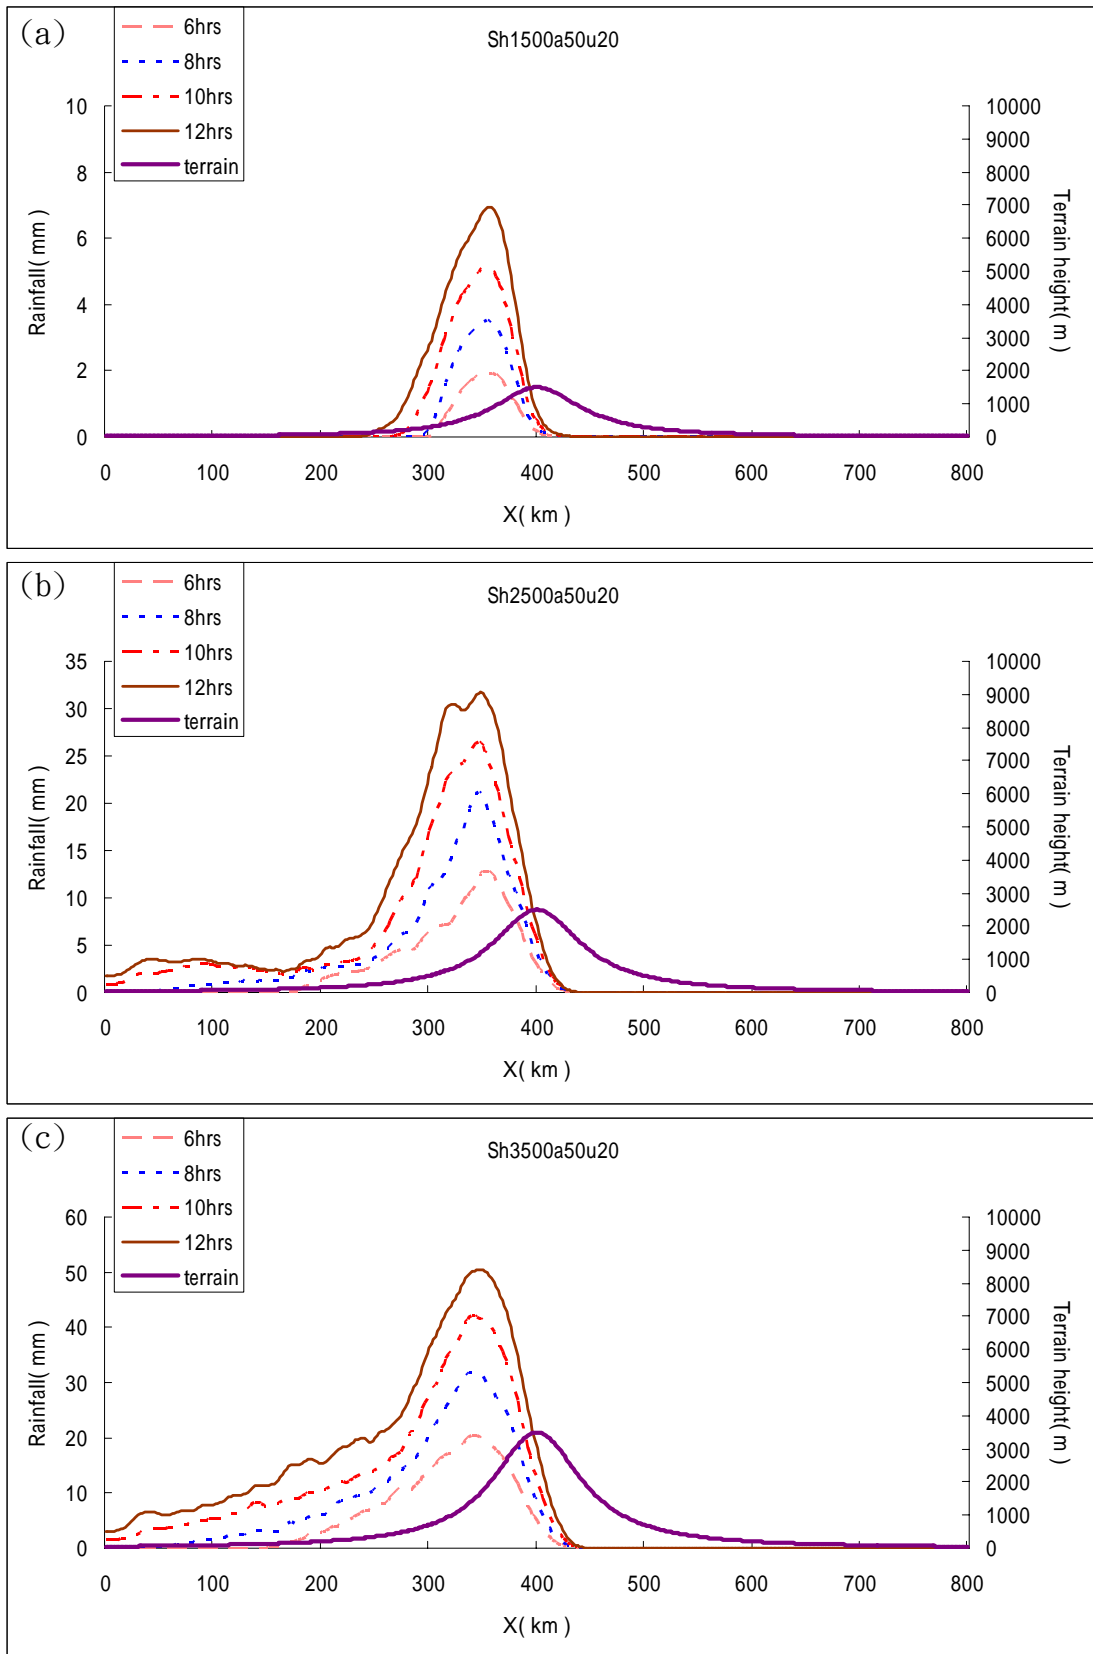 (a)
6hrs
8hrs
10hrs
12hrs
terrain
Sh1500a50u20
10
8
6
4
2
0
Rainfall( mm )
10000
9000
8000
7000
6000
5000
4000
3000
2000
1000
0
Terrain height( m )
0 100 200 300 400 500 600 700 800
X( km )
(b)
6hrs
8hrs
10hrs
12hrs
terrain
Sh2500a50u20
35
30
25
20
15
10
5
0
Rainfall( mm )
10000
9000
8000
7000
6000
5000
4000
3000
2000
1000
0
Terrain height( m )
0 100 200 300 400 500 600 700 800
X( km )
(c)
6hrs
8hrs
10hrs
12hrs
terrain
Sh3500a50u20
60
50
40
30
20
10
0
Rainfall( mm )
10000
9000
8000
7000
6000
5000
4000
3000
2000
1000
0
Terrain height( m )
0 100 200 300 400 500 600 700 800
X( km )